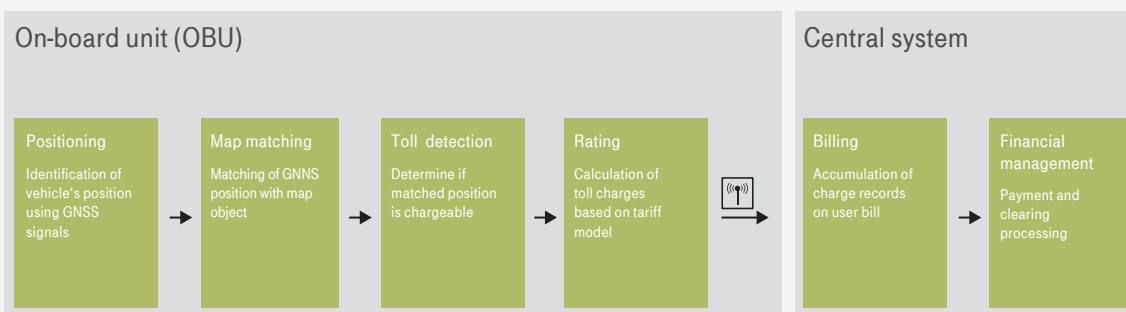 On-board unit (OBU)
Central system
Positioning
Identification of
vehicle's position
using GNSS
signals
Map matching
Matching of GNNS
position with map
object
Toll detection
Determine if
matched position
is chargeable
Rating
Calculation of
toll charges
based on tariff
model
Billing
Accumulation of
charge records
on user bill
Financial
management
Payment and
clearing
processing